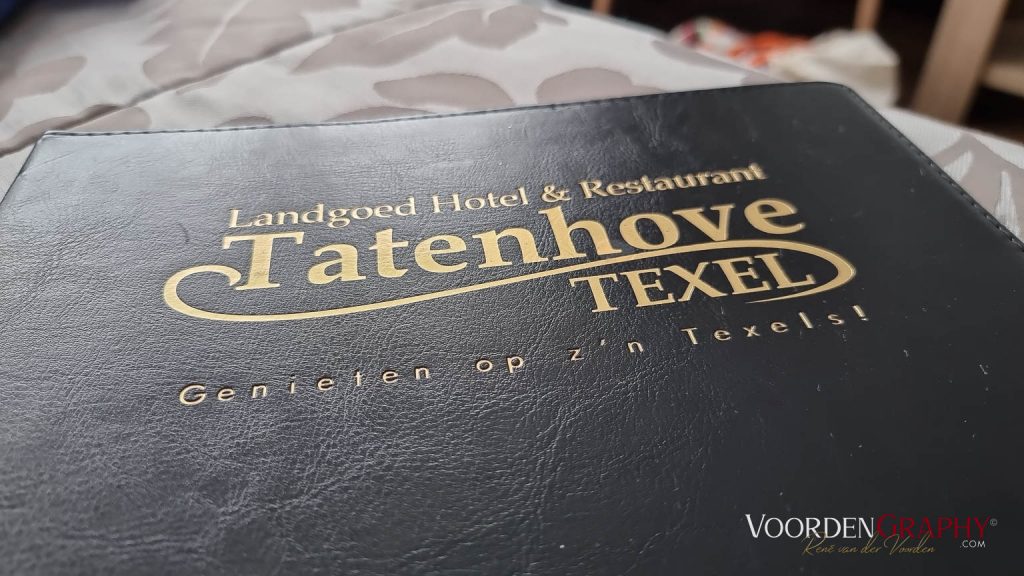 Landgoed Hotel & Restaurant
Tatenhove
TEXEL
Genieten op z'n Texels!
VOORDENGRAPHY©
.COM
René van der Voorden